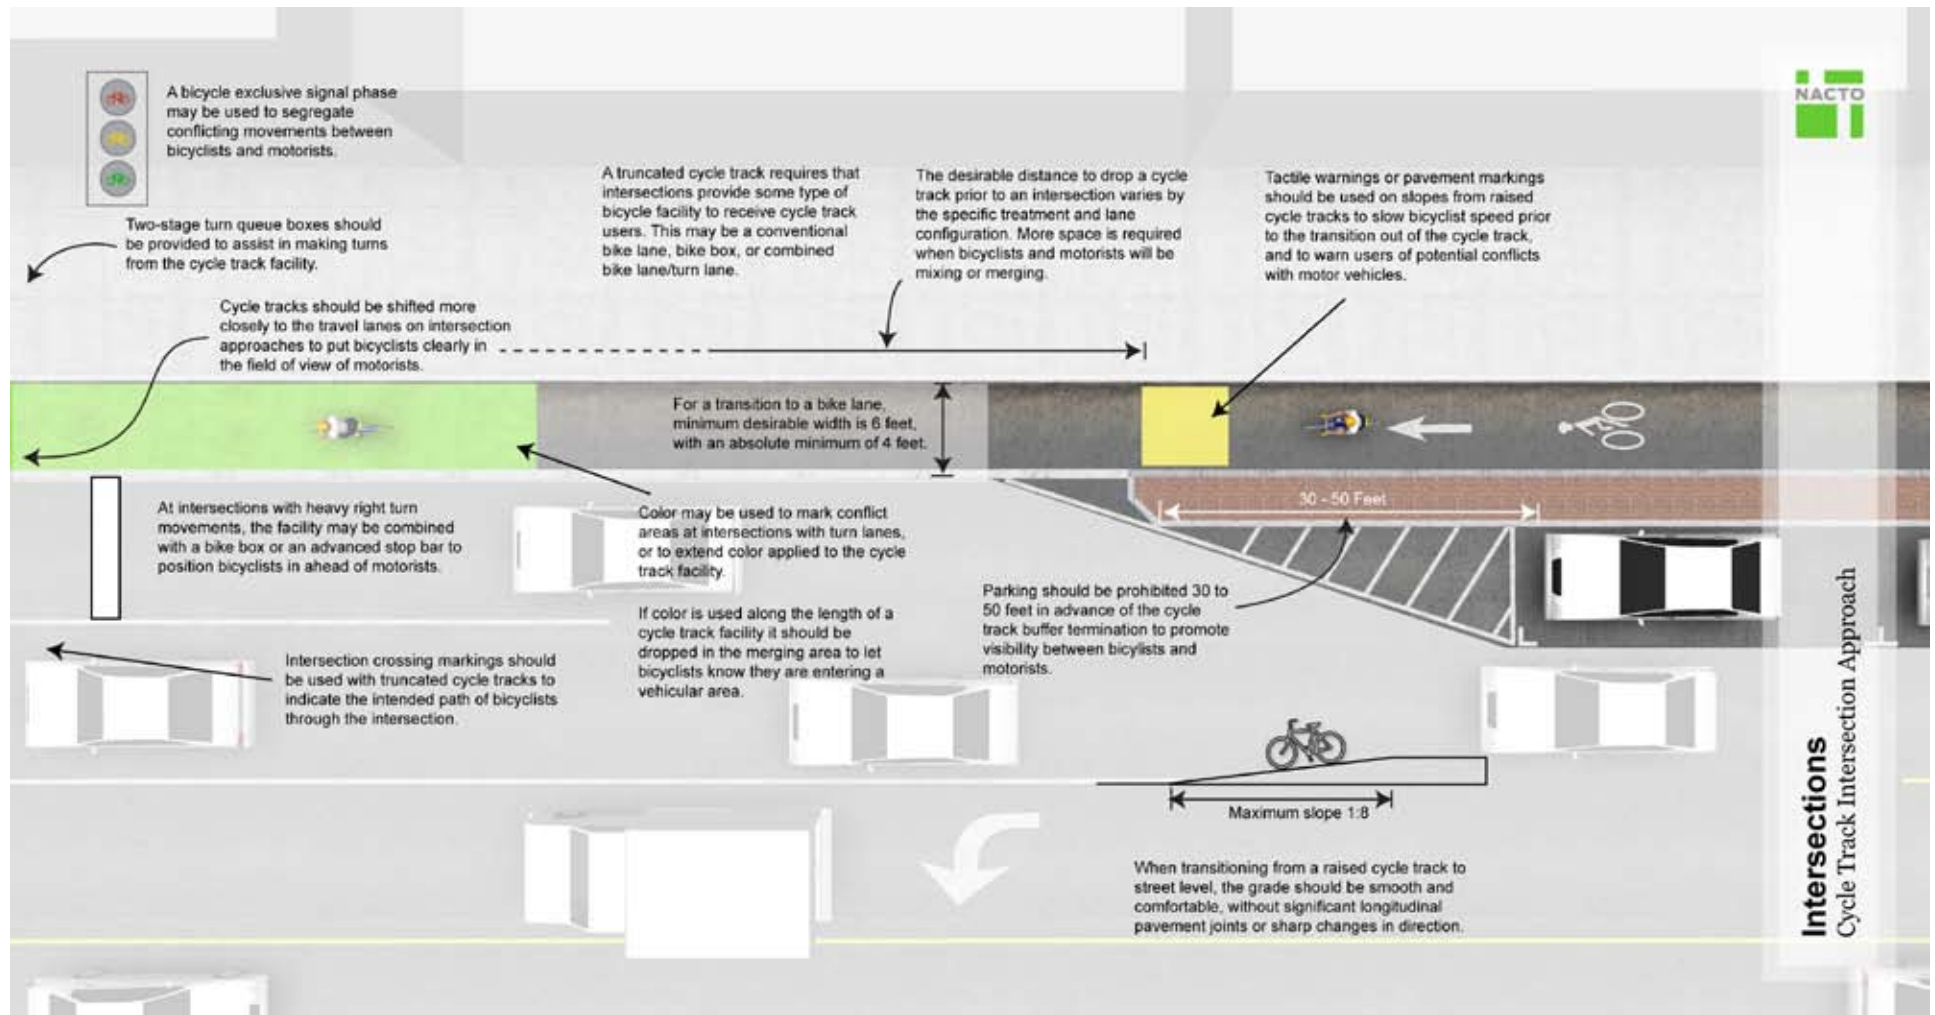 A bicycle exclusive signal phase
may be used to segregate
conflicting movements between
bicyclists and motorists.
Two-stage turn queue boxes should
be provided to assist in making turns
from the cycle track facility.
Cycle tracks should be shifted more
closely to the travel lanes on intersection
approaches to put bicyclists clearly in
the field of view of motorists.
A truncated cycle track requires that
intersections provide some type of
bicycle facility to receive cycle track
users. This may be a conventional
bike lane, bike box, or combined
bike lane/turn lane.
The desirable distance to drop a cycle
track prior to an intersection varies by
the specific treatment and lane
configuration. More space is required
when bicyclists and motorists will be
mixing or merging.
Tactile warnings or pavement markings
should be used on slopes from raised
cycle tracks to slow bicyclist speed prior
to the transition out of the cycle track,
and to warn users of potential conflicts
with motor vehicles.
NACTO
For a transition to a bike lane,
minimum desirable width is 6 feet,
with an absolute minimum of 4 feet.
30 - 50 Feet
At intersections with heavy right turn
movements, the facility may be combined
with a bike box or an advanced stop bar to
position bicyclists in ahead of motorists.
Color may be used to mark conflict
areas at intersections with turn lanes,
or to extend color applied to the cycle
track facility.
If color is used along the length of a
cycle track facility it should be
dropped in the merging area to let
bicyclists know they are entering a
vehicular area.
Parking should be prohibited 30 to
50 feet in advance of the cycle
track buffer termination to promote
visibility between bicylists and
motorists.
Intersection crossing markings should
be used with truncated cycle tracks to
indicate the intended path of bicyclists
through the intersection.
Maximum slope 1:8
When transitioning from a raised cycle track to
street level, the grade should be smooth and
comfortable, without significant longitudinal
pavement joints or sharp changes in direction.
Intersections
Cycle Track Intersection Approach